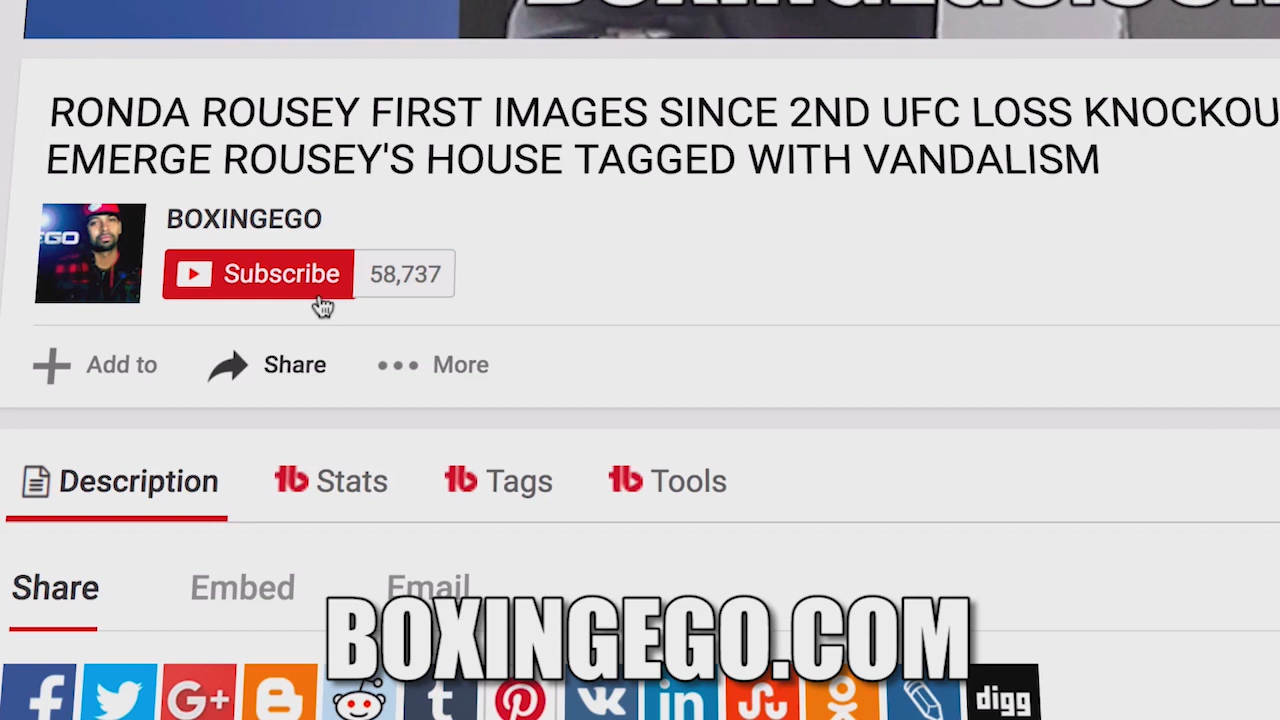 RONDA ROUSEY FIRST IMAGES SINCE 2ND UFC LOSS
EMERGE ROUSEY'S HOUSE TAGGED WITH VANDALISM
BOXINGEGO
Subscribe 58,737
Add to Share More
Description Stats Tags Tools
Share Embed Email
BOXINGEGO.COM
G+ t in digg